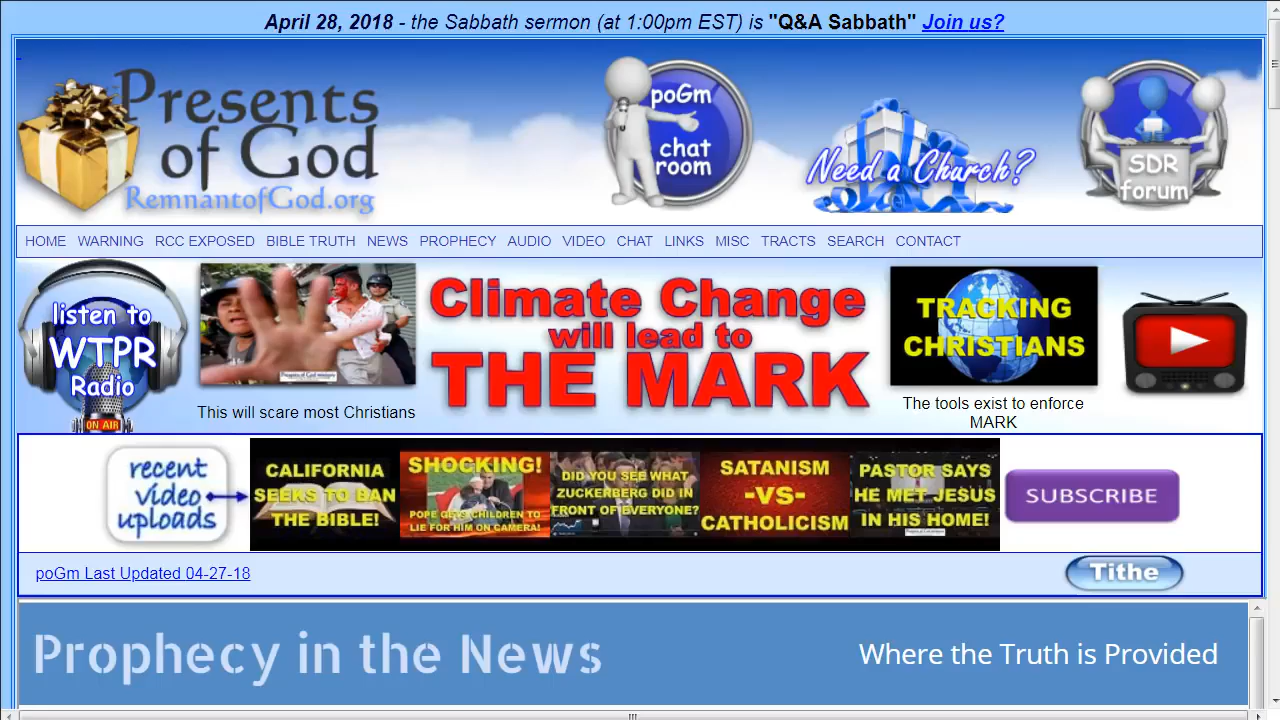 April 28, 2018 - the Sabbath sermon (at 1:00pm EST) is "Q&A Sabbath" Join us?
Presents
of God
RemnantofGod.org
poGm
chat
room
Need a Church?
SDR
forum
HOME WARNING RCC EXPOSED BIBLE TRUTH NEWS PROPHECY AUDIO VIDEO CHAT LINKS MISC TRACTS SEARCH CONTACT
listen to
WTPR
Radio
ON AIR
This will scare most Christians
Climate Change
will lead to
THE MARK
TRACKING
CHRISTIANS
The tools exist to enforce
MARK
recent
video
uploads
CALIFORNIA
SEEKS TO BAN
THE BIBLE!
SHOCKING!
POPE GETS CHILDREN TO
LIE FOR HIM ON CAMERA!
DID YOU SEE WHAT
ZUCKERBERG DID IN
FRONT OF EVERYONE?
SATANISM
-VS-
CATHOLICISM
PASTOR SAYS
HE MET JESUS
IN HIS HOME!
SUBSCRIBE
poGm Last Updated 04-27-18
Tithe
Prophecy in the News
Where the Truth is Provided